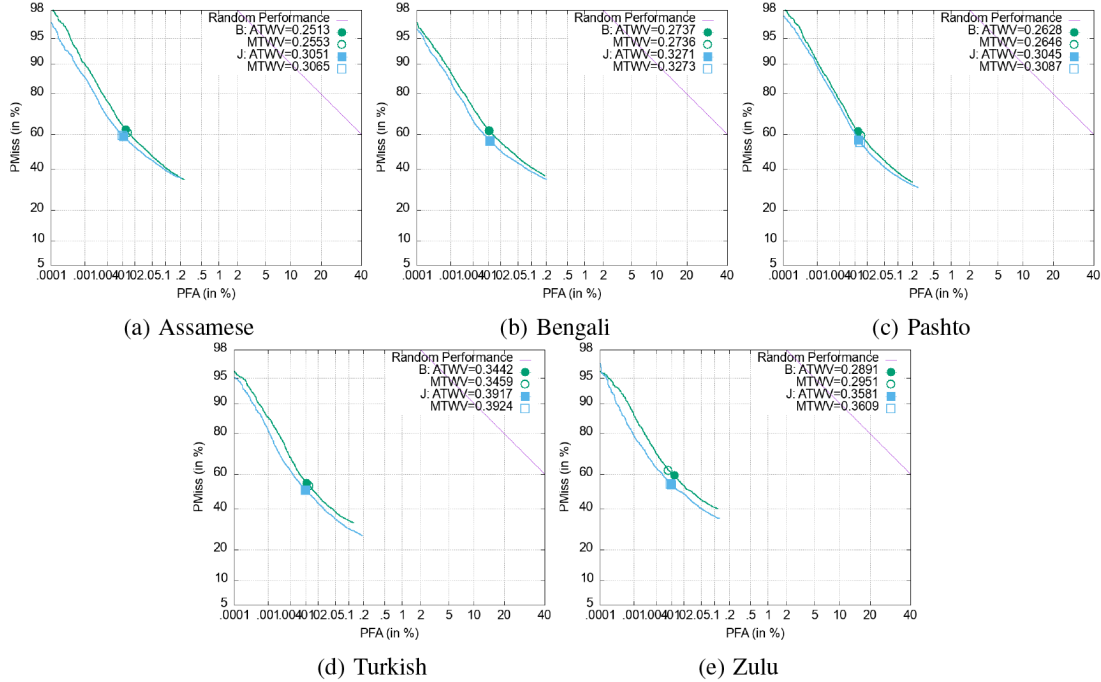 98
95
90
80
60
40
20
10
5
PMiss (in %)
Random Performance
B: ATWV=0.2513
MTWV=0.2553
J: ATWV=0.3051
MTWV=0.3065
.0001 .001 .004 .01 .02 .05 .1 .2 .5 1 2 5 10 20 40
PFA (in %)
(a) Assamese
98
95
90
80
60
40
20
10
5
PMiss (in %)
Random Performance
B: ATWV=0.2737
MTWV=0.2736
J: ATWV=0.3271
MTWV=0.3273
.0001 .001 .004 .01 .02 .05 .1 .2 .5 1 2 5 10 20 40
PFA (in %)
(b) Bengali
98
95
90
80
60
40
20
10
5
PMiss (in %)
Random Performance
B: ATWV=0.2628
MTWV=0.2646
J: ATWV=0.3045
MTWV=0.3087
.0001 .001 .004 .01 .02 .05 .1 .2 .5 1 2 5 10 20 40
PFA (in %)
(c) Pashto
98
95
90
80
60
40
20
10
5
PMiss (in %)
Random Performance
B: ATWV=0.3442
MTWV=0.3459
J: ATWV=0.3917
MTWV=0.3924
.0001 .001 .004 .01 .02 .05 .1 .2 .5 1 2 5 10 20 40
PFA (in %)
(d) Turkish
98
95
90
80
60
40
20
10
5
PMiss (in %)
Random Performance
B: ATWV=0.2891
MTWV=0.2951
J: ATWV=0.3581
MTWV=0.3609
.0001 .001 .004 .01 .02 .05 .1 .2 .5 1 2 5 10 20 40
PFA (in %)
(e) Zulu